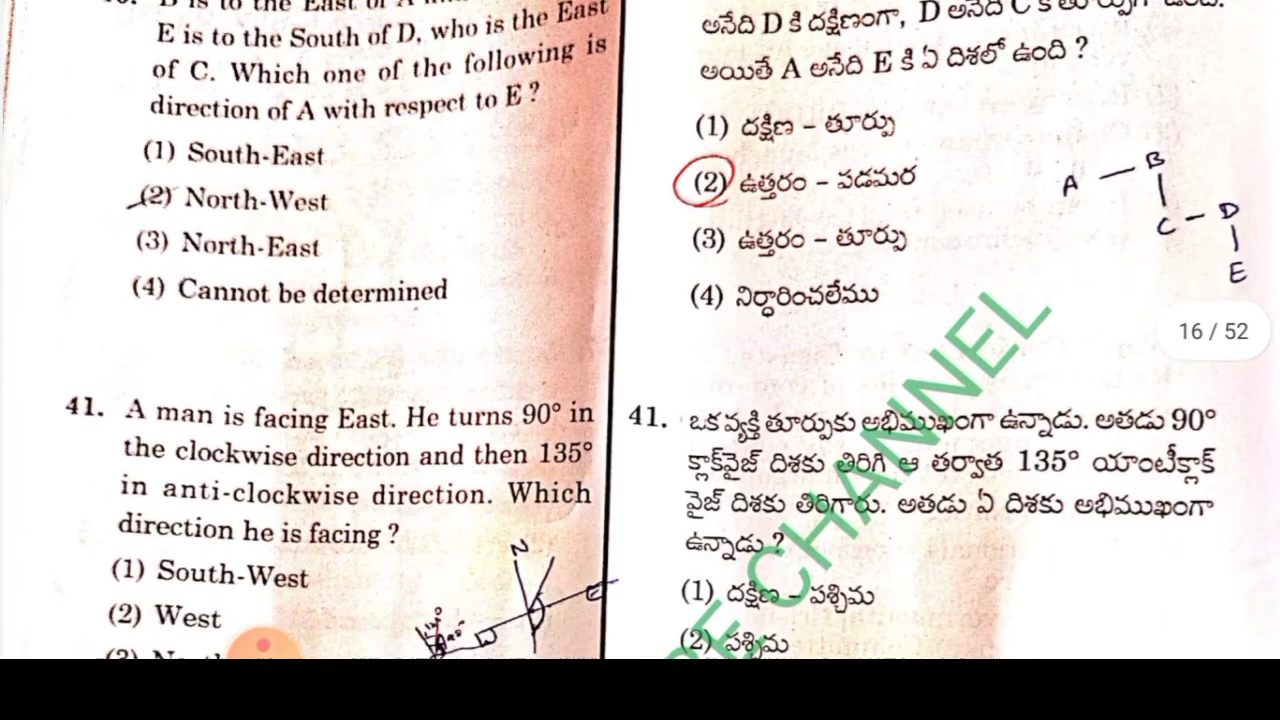 B is to the East of A
E is to the South of D, who is the East
of C. Which one of the following is
direction of A with respect to E ?
(1) South-East
(2) North-West
(3) North-East
(4) Cannot be determined
41. A man is facing East. He turns 90° in
the clockwise direction and then 135°
in anti-clockwise direction. Which
direction he is facing ?
(1) South-West
(2) West
N
E
అనేది D కి దక్షిణంగా, D అనేది C కి తూర్పుగా ఉంది.
అయితే A అనేది E కి ఏ దిశలో ఉంది ?
(1) దక్షిణ – తూర్పు
(2) ఉత్తరం – పడమర
(3) ఉత్తరం – తూర్పు
(4) నిర్ధారించలేము
A B
C D
E
16 / 52
41. ఒక వ్యక్తి తూర్పుకు అభిముఖంగా ఉన్నాడు. అతడు 90°
క్లాక్‌వైజ్ దిశకు తిరిగి ఆ తర్వాత 135° యాంటీక్లాక్
వైజ్ దిశకు తిరిగారు. అతడు ఏ దిశకు అభిముఖంగా
ఉన్నాడు ?
(1) దక్షిణ – పశ్చిమ
(2) పశ్చిమ
CHANNEL